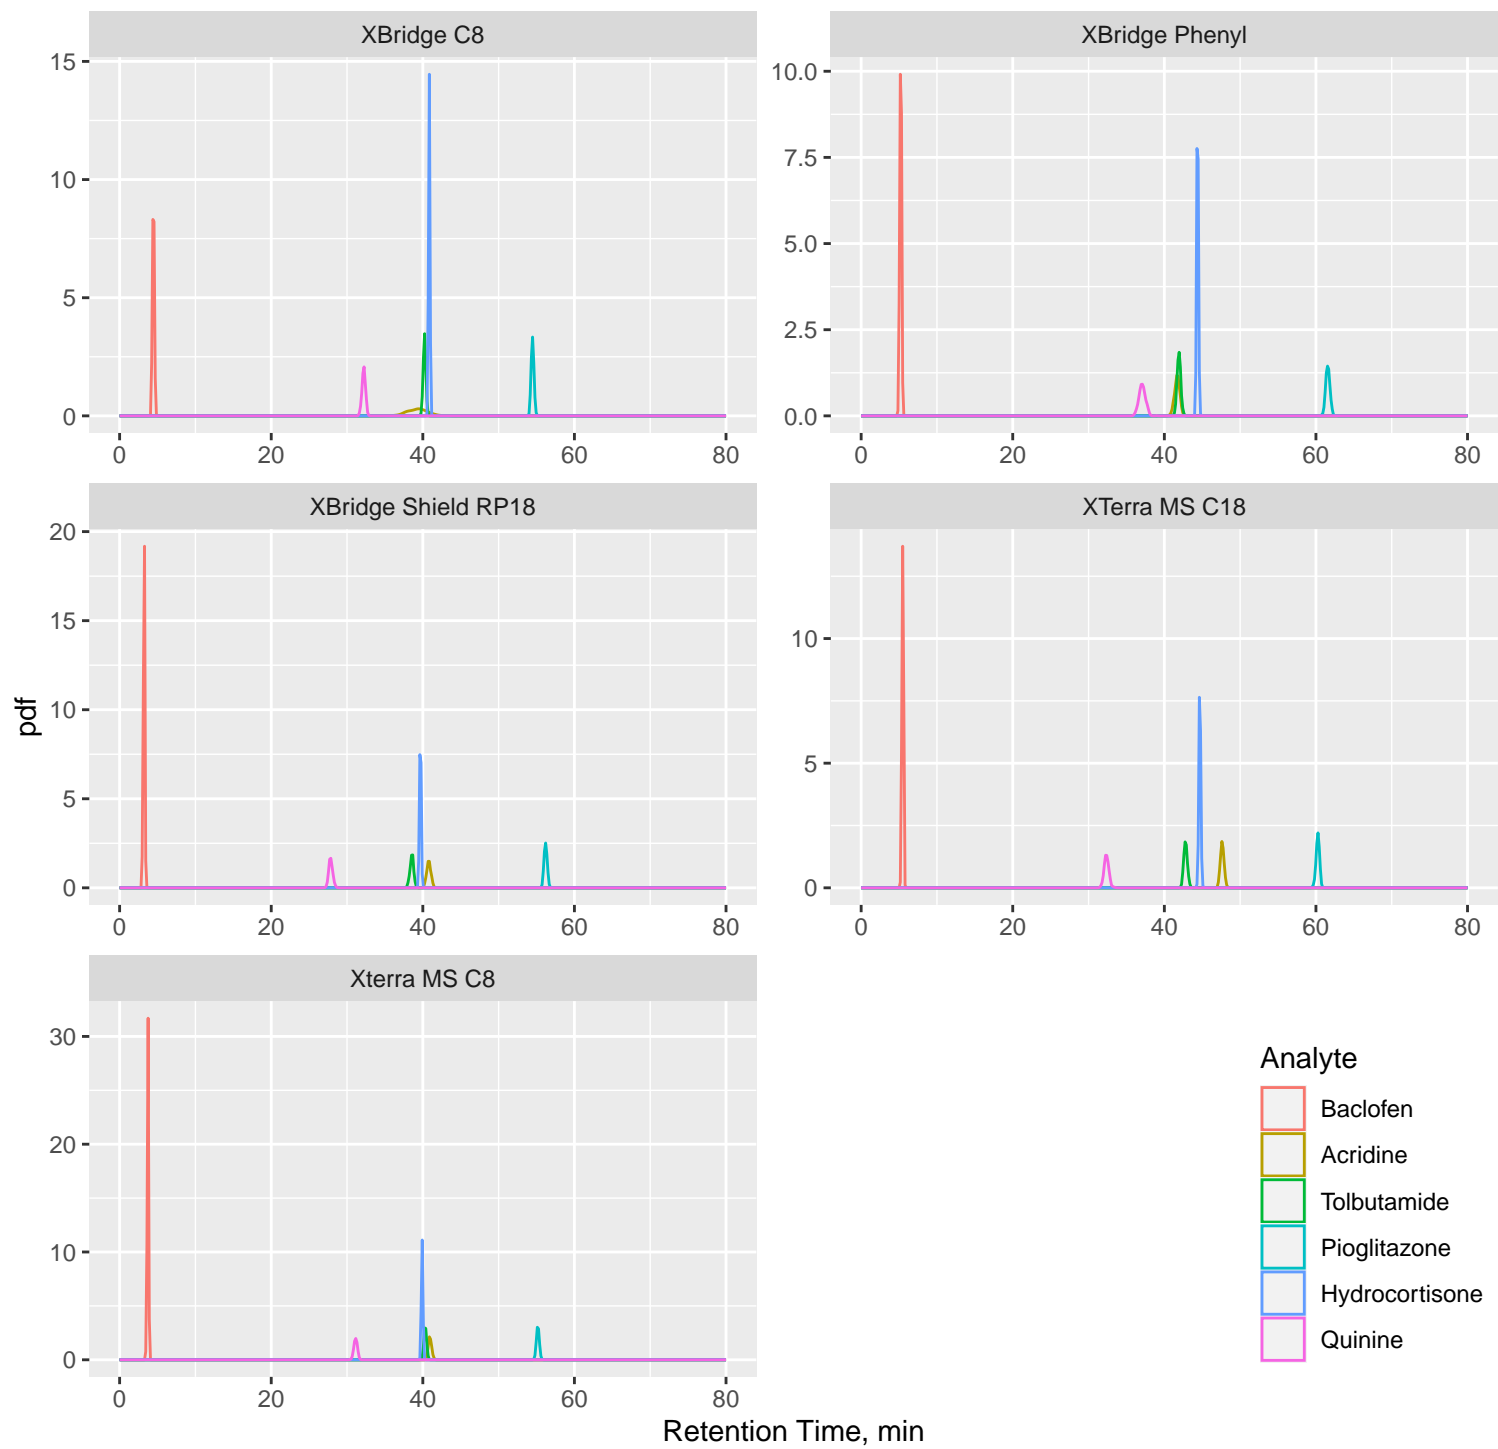 XBridge C8
15
10
5
0
0 20 40 60 80
XBridge Phenyl
10.0
7.5
5.0
2.5
0.0
0 20 40 60 80
XBridge Shield RP18
20
15
10
5
0
0 20 40 60 80
XTerra MS C18
10
5
0
0 20 40 60 80
Xterra MS C8
30
20
10
0
0 20 40 60 80
pdf
Retention Time, min
Analyte
Baclofen
Acridine
Tolbutamide
Pioglitazone
Hydrocortisone
Quinine